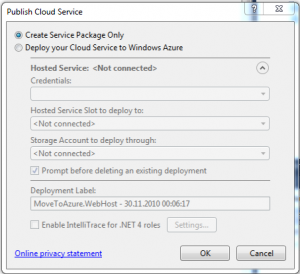 Publish Cloud Service
Create Service Package Only
Deploy your Cloud Service to Windows Azure
Hosted Service: <Not connected>
Credentials:
Hosted Service Slot to deploy to:
<Not connected>
Storage Account to deploy through:
<Not connected>
Prompt before deleting an existing deployment
Deployment Label:
MoveToAzure.WebHost - 30.11.2010 00:06:17
Enable IntelliTrace for .NET 4 roles
Settings...
Online privacy statement
OK
Cancel